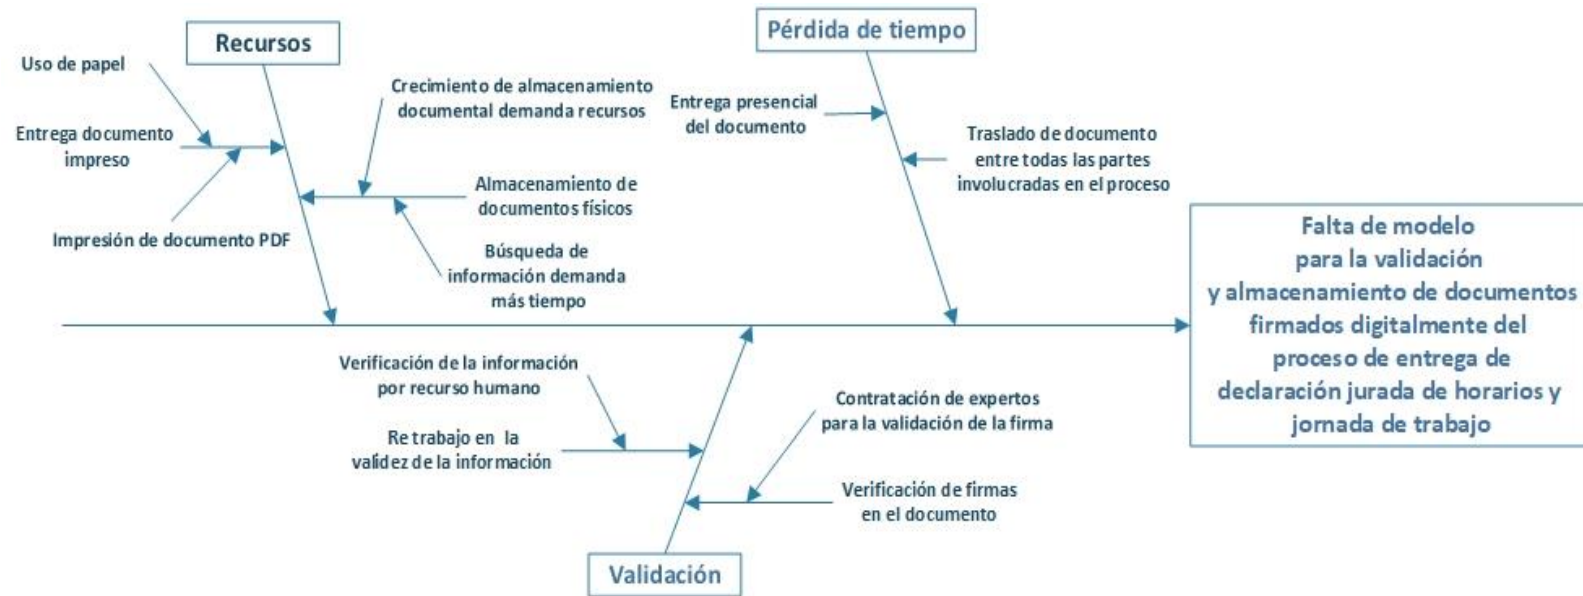 Recursos
Pérdida de tiempo
Uso de papel
Entrega documento
impreso
Impresión de documento PDF
Crecimiento de almacenamiento
documental demanda recursos
Almacenamiento de
documentos físicos
Búsqueda de
información demanda
más tiempo
Entrega presencial
del documento
Traslado de documento
entre todas las partes
involucradas en el proceso
Falta de modelo
para la validación
y almacenamiento de documentos
firmados digitalmente del
proceso de entrega de
declaración jurada de horarios y
jornada de trabajo
Verificación de la información
por recurso humano
Re trabajo en la
validez de la información
Contratación de expertos
para la validación de la firma
Verificación de firmas
en el documento
Validación